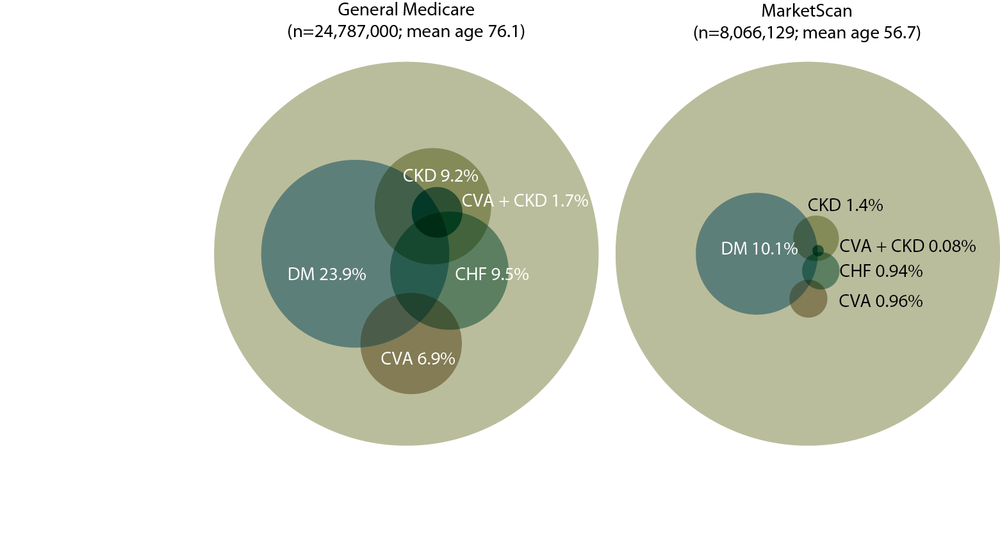 General Medicare
(n=24,787,000; mean age 76.1)
CKD 9.2%
CVA + CKD 1.7%
DM 23.9%
CHF 9.5%
CVA 6.9%
MarketScan
(n=8,066,129; mean age 56.7)
CKD 1.4%
DM 10.1%
CVA + CKD 0.08%
CHF 0.94%
CVA 0.96%